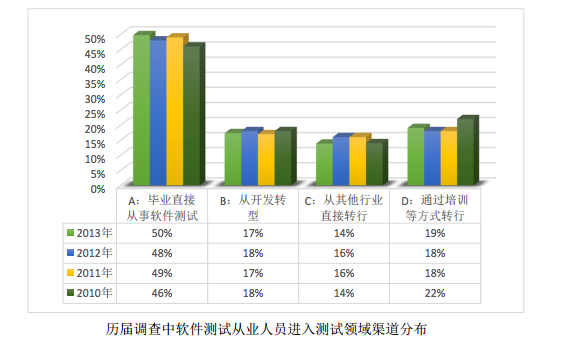 50%
45%
40%
35%
30%
25%
20%
15%
10%
5%
0%
A：毕业直接从事软件测试
B：从开发转型
C：从其他行业直接转行
D：通过培训等方式转行
2013年 50% 17% 14% 19%
2012年 48% 18% 16% 18%
2011年 49% 17% 16% 18%
2010年 46% 18% 14% 22%
历届调查中软件测试从业人员进入测试领域渠道分布